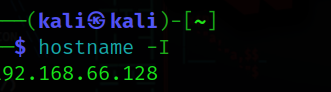 ──(kali㉿kali)-[~]
─$ hostname -I
92.168.66.128